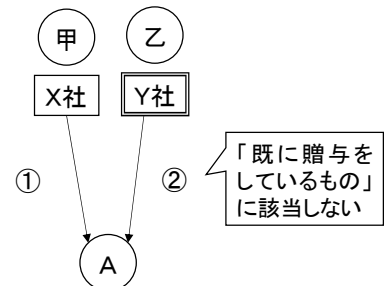 甲
乙
X社
Y社
①
②
「既に贈与を
しているもの」
に該当しない
A